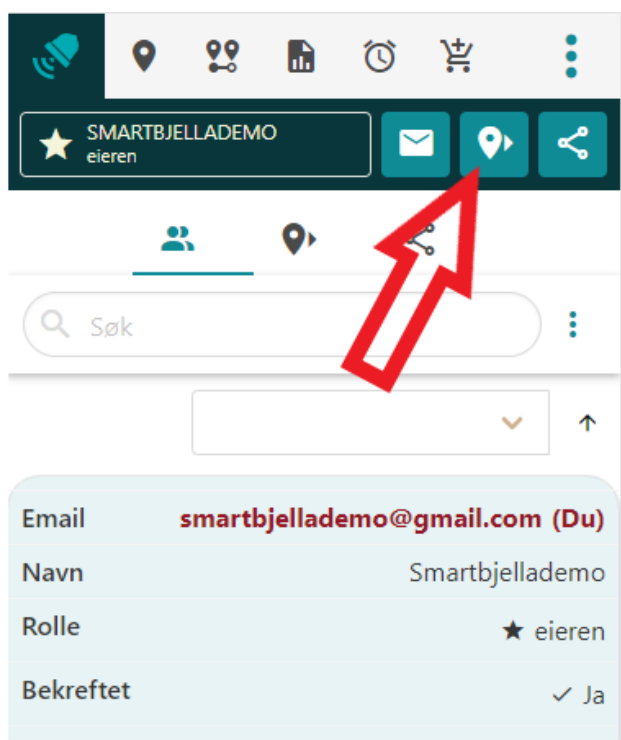 SMARTBJELLADEMO
eieren
Søk
Email smartbjellademo@gmail.com (Du)
Navn Smartbjellademo
Rolle eieren
Bekreftet Ja